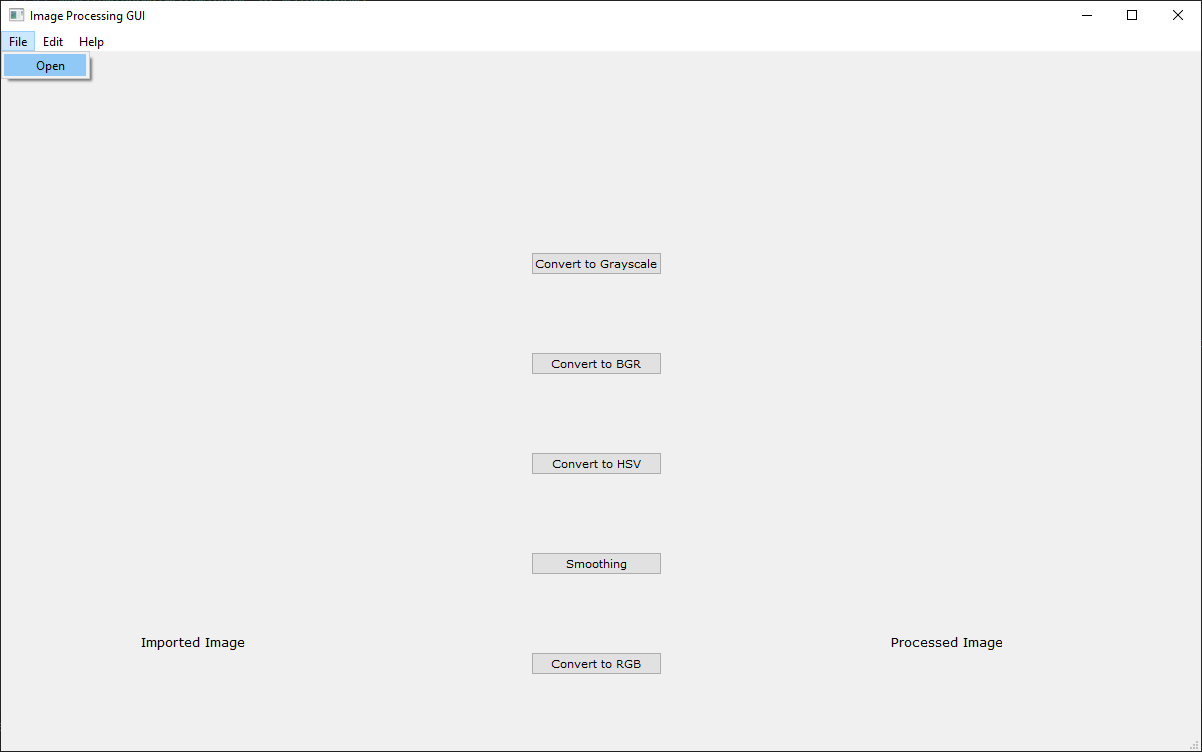 Image Processing GUI
File Edit Help
Open
Convert to Grayscale
Convert to BGR
Convert to HSV
Smoothing
Imported Image
Processed Image
Convert to RGB